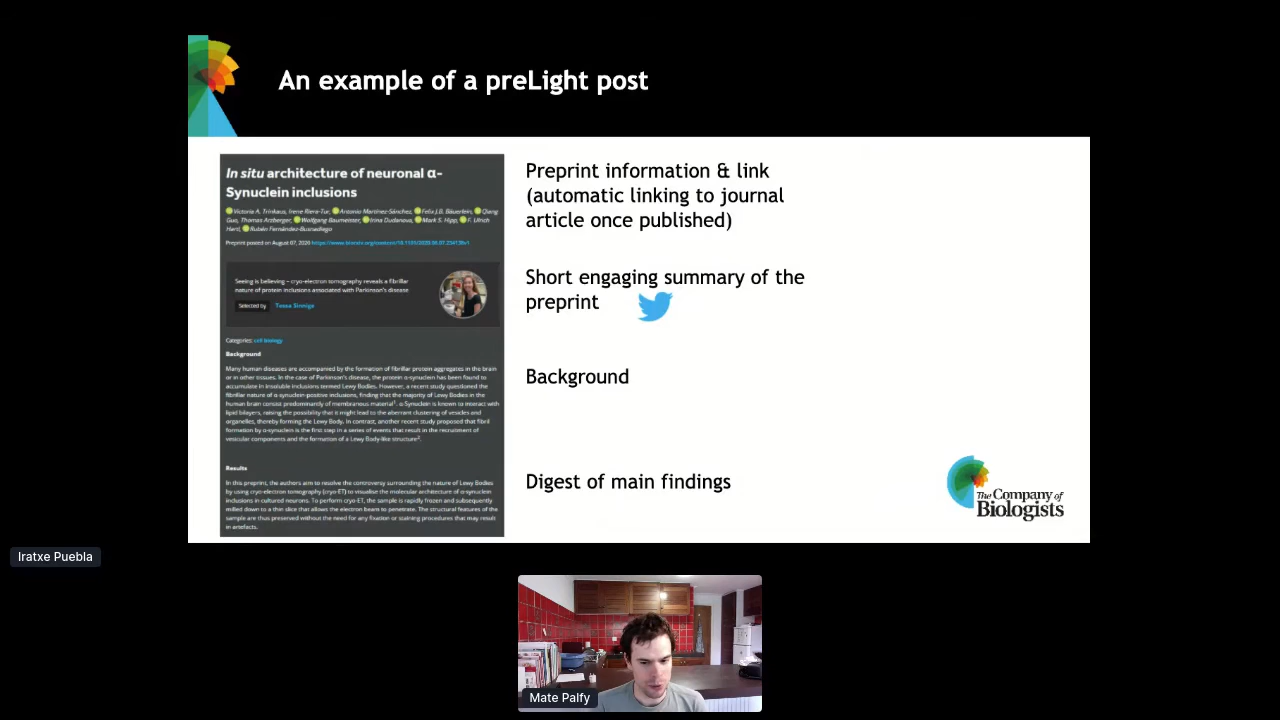 An example of a preLight post
In situ architecture of neuronal α-
Synuclein inclusions
Victoria A. Trinkaus, Irene Riera-Tur, Antonio Martínez-Sánchez, Felix J.B. Bäuerlein, Qiang
Guo, Thomas Arzberger, Wolfgang Baumeister, Irina Dudanova, Mark S. Hipp, F. Ulrich
Hartl, Rubén Fernández-Busnadiego
Preprint posted on August 07, 2020
Seeing is believing – cryo-electron tomography reveals a fibrillar
nature of protein inclusions associated with Parkinson's disease
Selected by Tessa Sinnige
Categories: cell biology
Background
Many human diseases are accompanied by the formation of fibrillar protein aggregates in the brain
or in other tissues. In the case of Parkinson's disease, the protein α-synuclein has been found to
accumulate in insoluble inclusions termed Lewy Bodies. However, a recent study questioned the
fibrillar nature of α-synuclein-positive inclusions, finding that the majority of Lewy Bodies in the
human brain consist predominantly of membranous material¹. α-Synuclein is known to interact with
lipid bilayers, raising the possibility that it might lead to the aberrant clustering of vesicles and
organelles, thereby forming the Lewy Body. In contrast, another recent study proposed that fibril
formation by α-synuclein is the first step in a series of events that result in the recruitment of
vesicular components and the formation of a Lewy Body-like structure².
Results
In this preprint, the authors aim to resolve the controversy surrounding the nature of Lewy Bodies
by using cryo-electron tomography (cryo-ET) to visualise the molecular architecture of α-synuclein
inclusions in cultured neurons. To perform cryo-ET, the sample is rapidly frozen and subsequently
milled down to a thin slice that allows the electron beam to penetrate. The structural features of the
sample are thus preserved without the need for any fixation or staining procedures that may result
in artefacts.
Preprint information & link
(automatic linking to journal
article once published)
Short engaging summary of the
preprint
Background
Digest of main findings
The Company of
Biologists
Iratxe Puebla
Mate Palfy